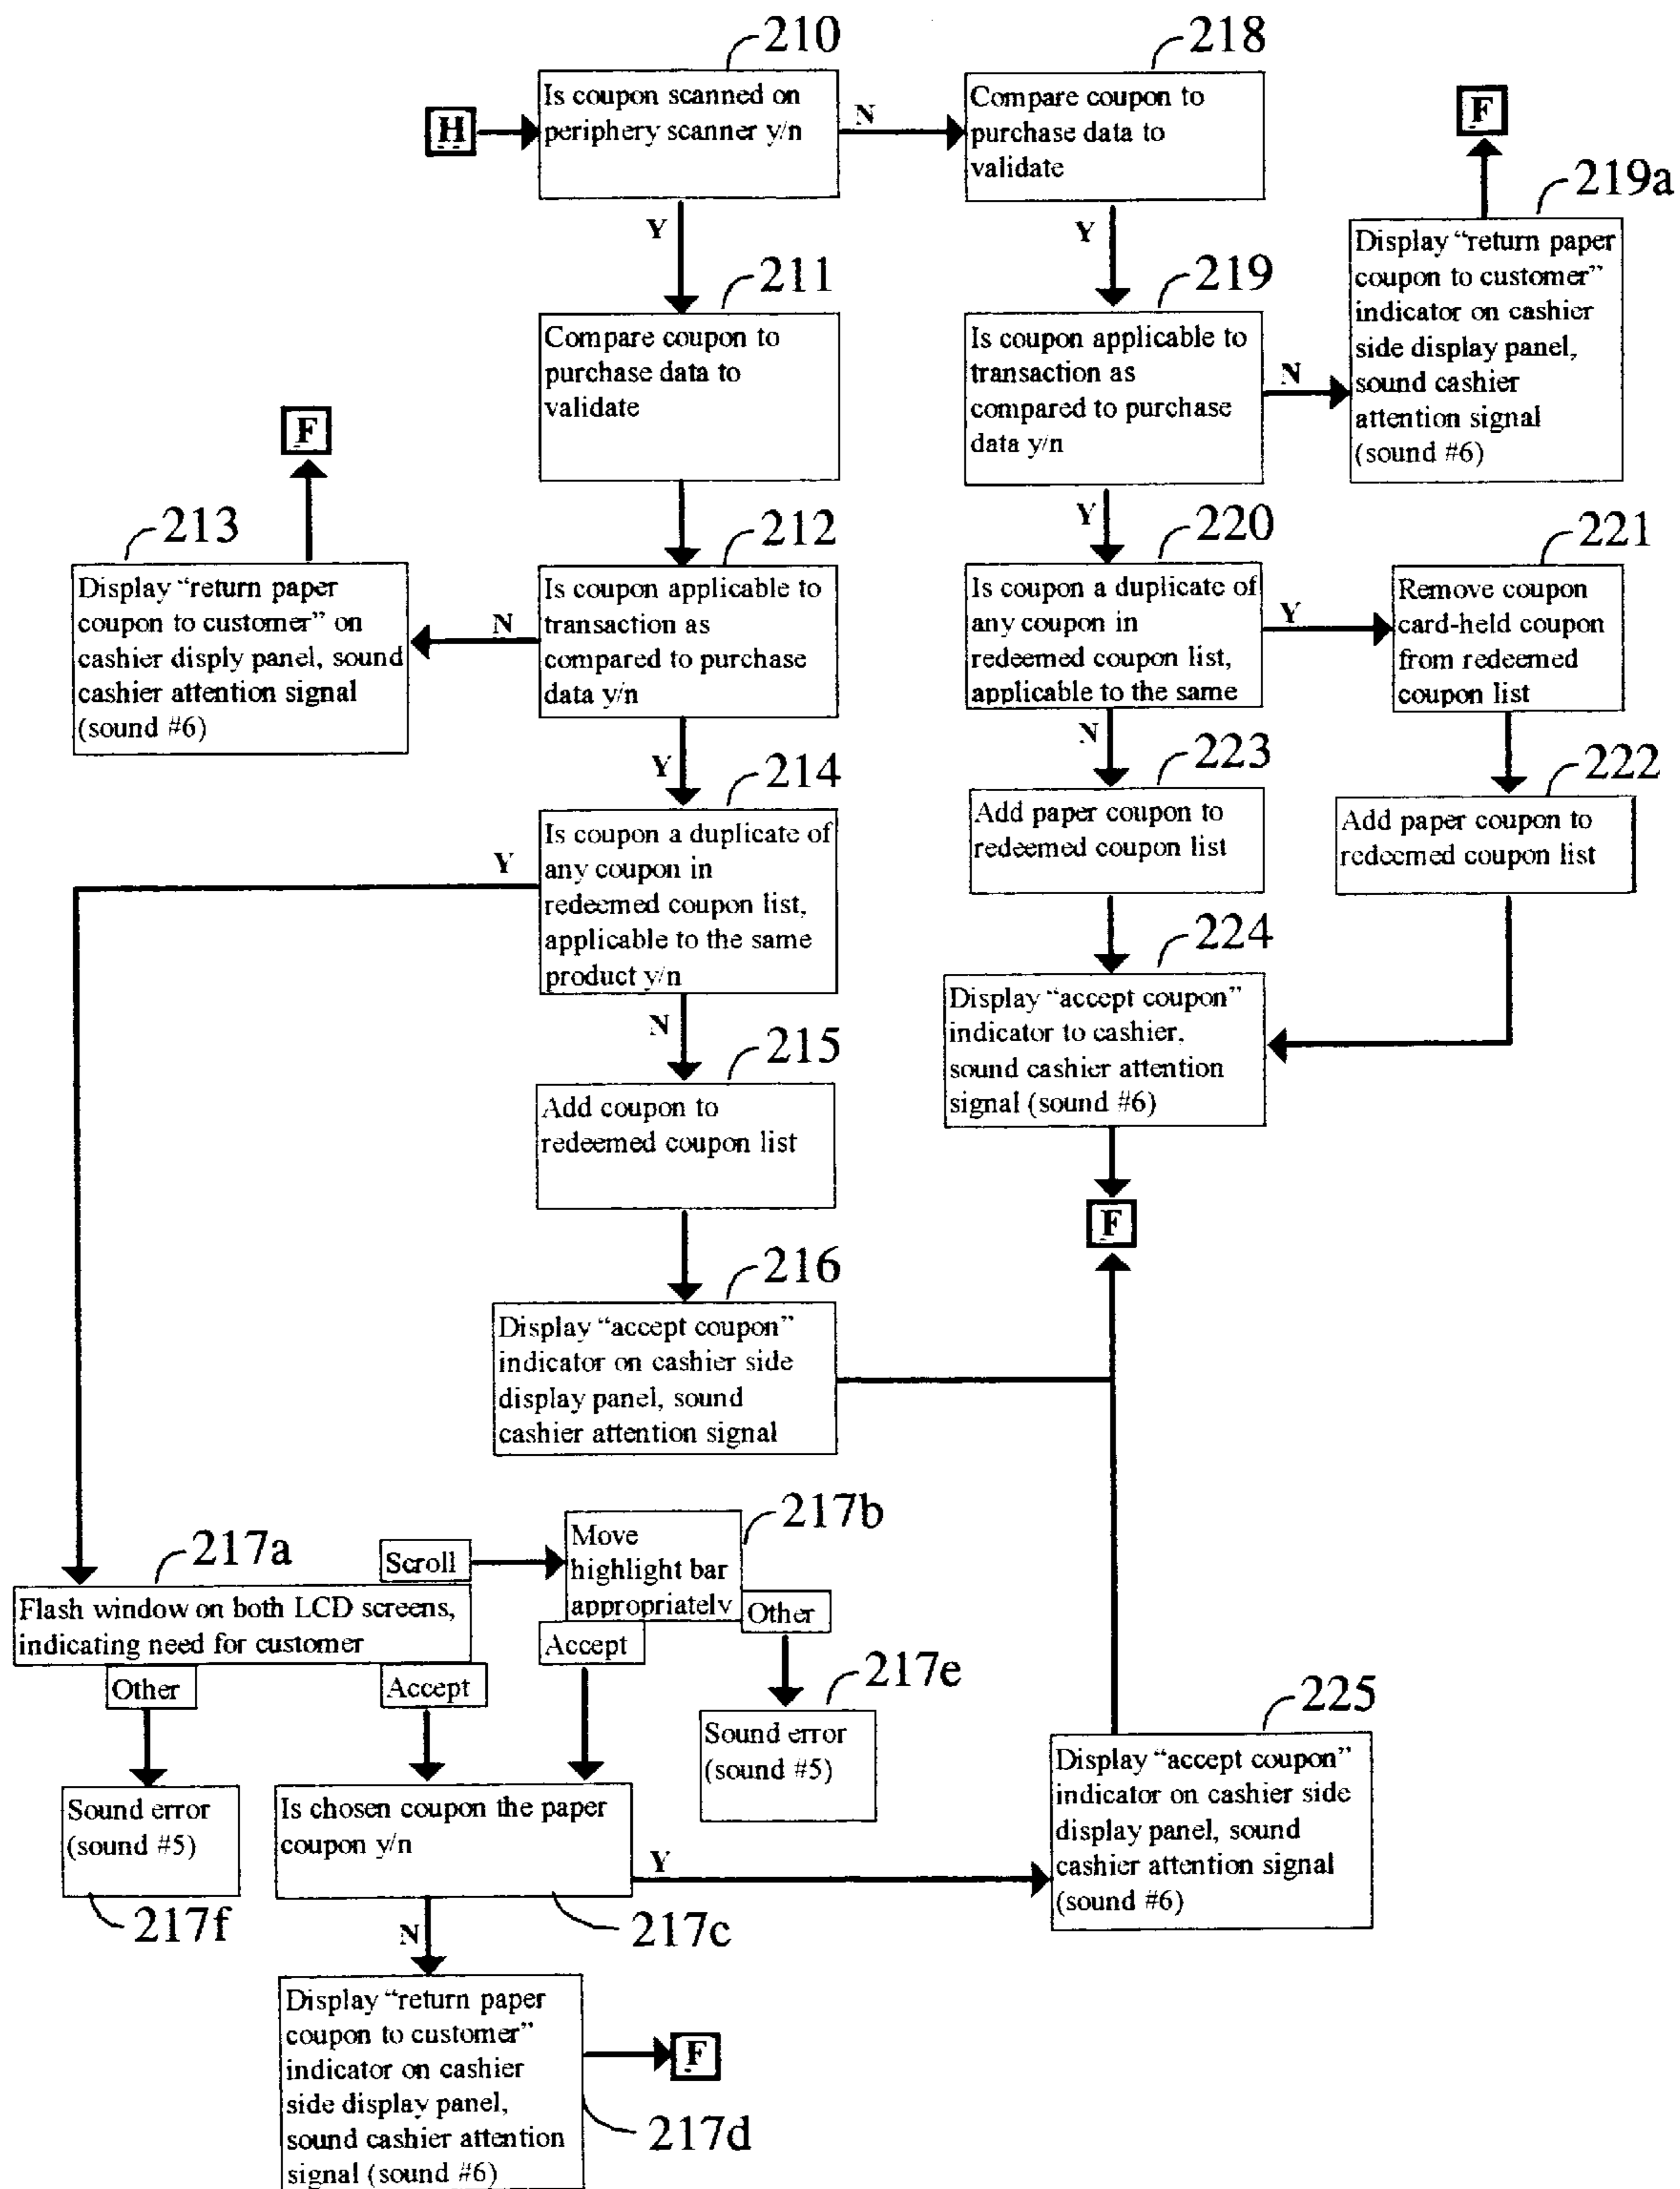 210
218
Is coupon scanned on
periphery scanner y/n
H
N
Compare coupon to
purchase data to
validate
F
219a
Y
Y
Display “return paper
coupon to customer”
indicator on cashier
side display panel,
sound cashier
attention signal
(sound #6)
211
Compare coupon to
purchase data to
validate
219
Is coupon applicable to
transaction as
compared to purchase
data y/n
N
F
213
Display “return paper
coupon to customer” on
cashier disply panel, sound
cashier attention signal
(sound #6)
212
Is coupon applicable to
transaction as
compared to purchase
data y/n
N
Y
220
Is coupon a duplicate of
any coupon in
redeemed coupon list,
applicable to the same
Y
221
Remove coupon
card-held coupon
from redeemed
coupon list
Y
214
Is coupon a duplicate of
any coupon in
redeemed coupon list,
applicable to the same
product y/n
Y
N
223
Add paper coupon to
redeemed coupon list
222
Add paper coupon to
redeemed coupon list
N
215
Add coupon to
redeemed coupon list
224
Display “accept coupon”
indicator to cashier,
sound cashier attention
signal (sound #6)
F
216
Display “accept coupon”
indicator on cashier side
display panel, sound
cashier attention signal
217a
Scroll
Flash window on both LCD screens,
indicating need for customer
Other
Accept
217b
Move
highlight bar
appropriately
Accept
Other
217e
Sound error
(sound #5)
225
Display “accept coupon”
indicator on cashier side
display panel, sound
cashier attention signal
(sound #6)
Sound error
(sound #5)
217f
Is chosen coupon the paper
coupon y/n
Y
217c
N
Display “return paper
coupon to customer”
indicator on cashier
side display panel,
sound cashier attention
signal (sound #6)
F
217d